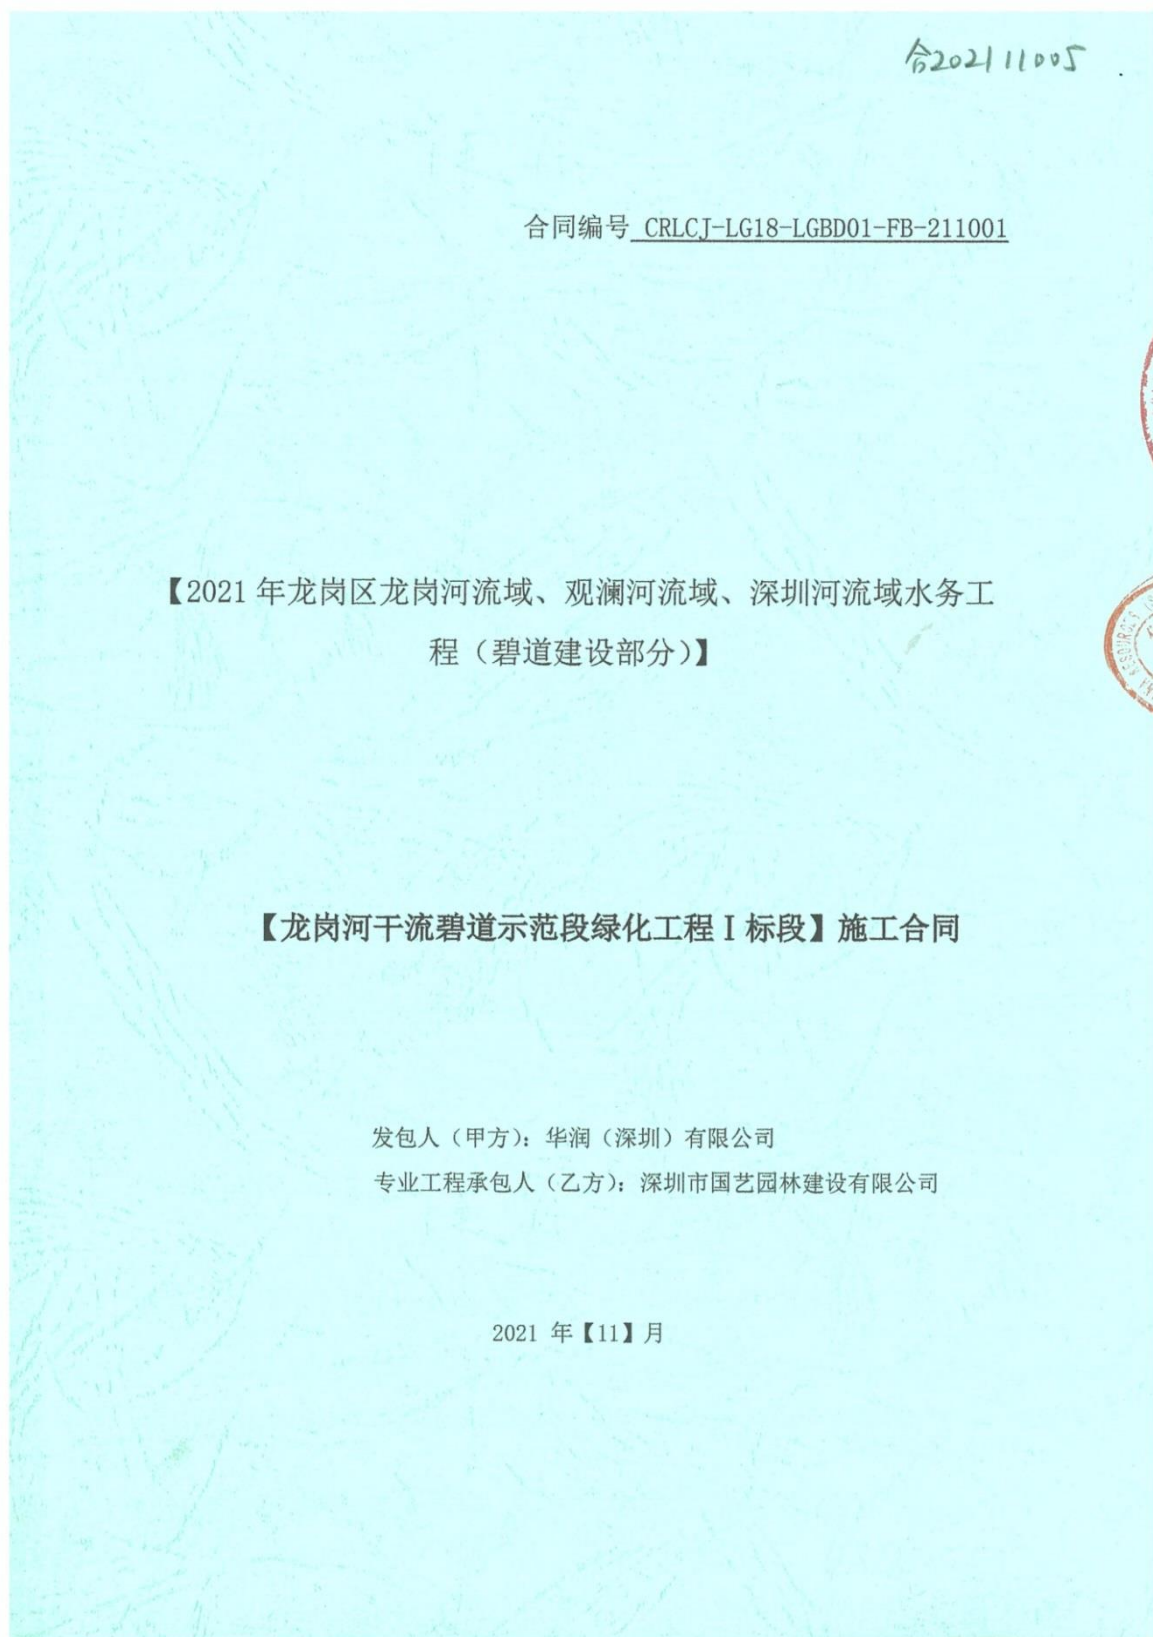 合202111005
合同编号 CRLCJ-LG18-LGBD01-FB-211001
【2021 年龙岗区龙岗河流域、观澜河流域、深圳河流域水务工
程（碧道建设部分）】
【龙岗河干流碧道示范段绿化工程 I 标段】施工合同
发包人（甲方）：华润（深圳）有限公司
专业工程承包人（乙方）：深圳市国艺园林建设有限公司
2021 年【11】月
RESOURCES